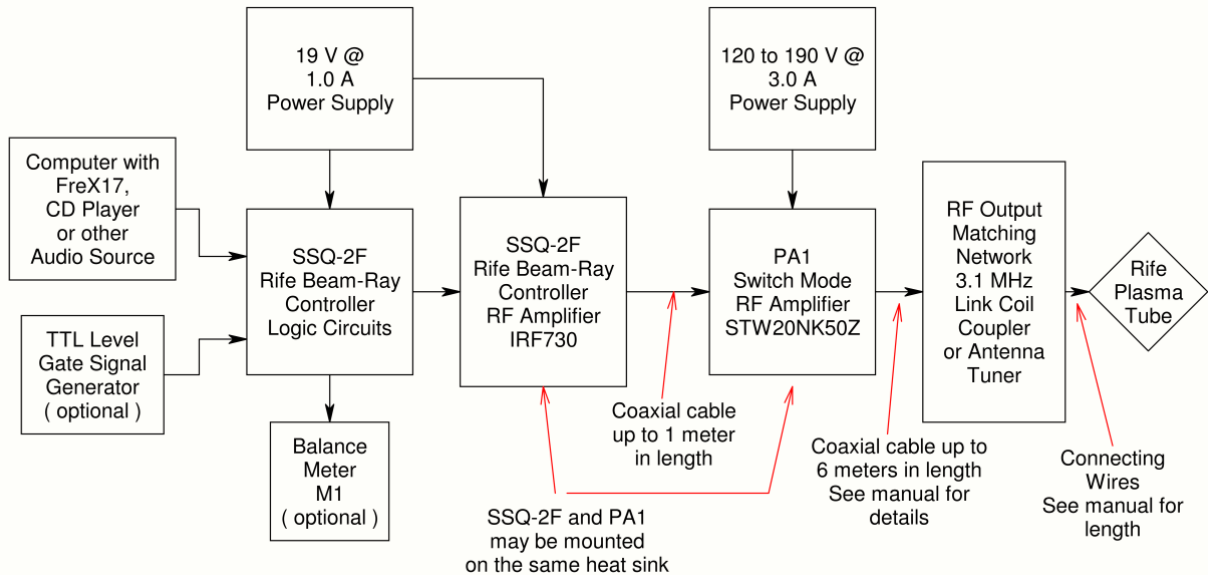 19 V @
1.0 A
Power Supply
120 to 190 V @
3.0 A
Power Supply
Computer with
FreX17,
CD Player
or other
Audio Source
TTL Level
Gate Signal
Generator
( optional )
SSQ-2F
Rife Beam-Ray
Controller
Logic Circuits
Balance
Meter
M1
( optional )
SSQ-2F
Rife Beam-Ray
Controller
RF Amplifier
IRF730
PA1
Switch Mode
RF Amplifier
STW20NK50Z
RF Output
Matching
Network
3.1 MHz
Link Coil
Coupler
or Antenna
Tuner
Rife
Plasma
Tube
Coaxial cable
up to 1 meter
in length
SSQ-2F and PA1
may be mounted
on the same heat sink
Coaxial cable up to
6 meters in length
See manual for
details
Connecting
Wires
See manual for
length